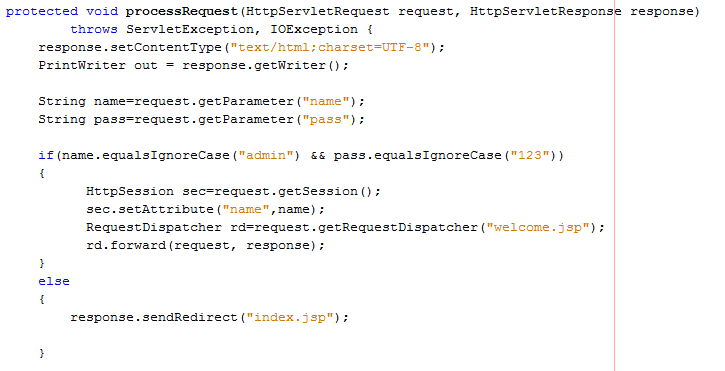 protected void processRequest(HttpServletRequest request, HttpServletResponse response)
        throws ServletException, IOException {
    response.setContentType("text/html;charset=UTF-8");
    PrintWriter out = response.getWriter();

    String name=request.getParameter("name");
    String pass=request.getParameter("pass");

    if(name.equalsIgnoreCase("admin") && pass.equalsIgnoreCase("123"))
    {
          HttpSession sec=request.getSession();
          sec.setAttribute("name",name);
          RequestDispatcher rd=request.getRequestDispatcher("welcome.jsp");
          rd.forward(request, response);
    }
    else
    {
        response.sendRedirect("index.jsp");

    }